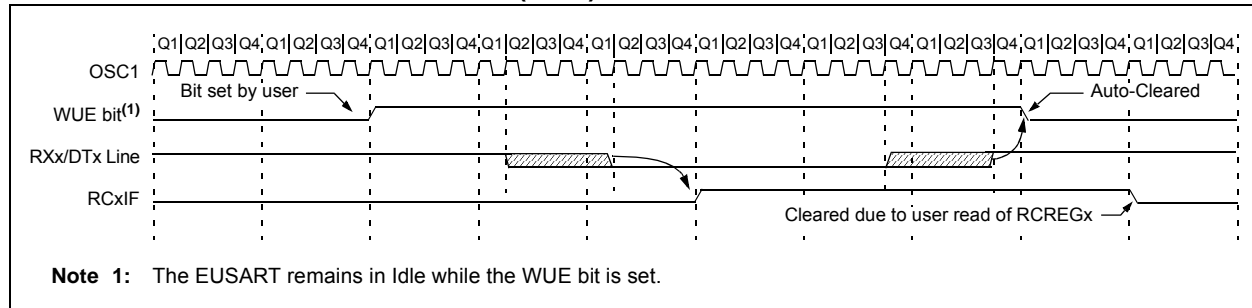 Q1 Q2 Q3 Q4 Q1 Q2 Q3 Q4 Q1 Q2 Q3 Q4 Q1 Q2 Q3 Q4 Q1 Q2 Q3 Q4 Q1 Q2 Q3 Q4 Q1 Q2 Q3 Q4 Q1 Q2 Q3 Q4 Q1 Q2 Q3 Q4 Q1 Q2 Q3 Q4
OSC1
Bit set by user
Auto-Cleared
WUE bit(1)
RXx/DTx Line
RCxIF
Cleared due to user read of RCREGx
Note 1: The EUSART remains in Idle while the WUE bit is set.